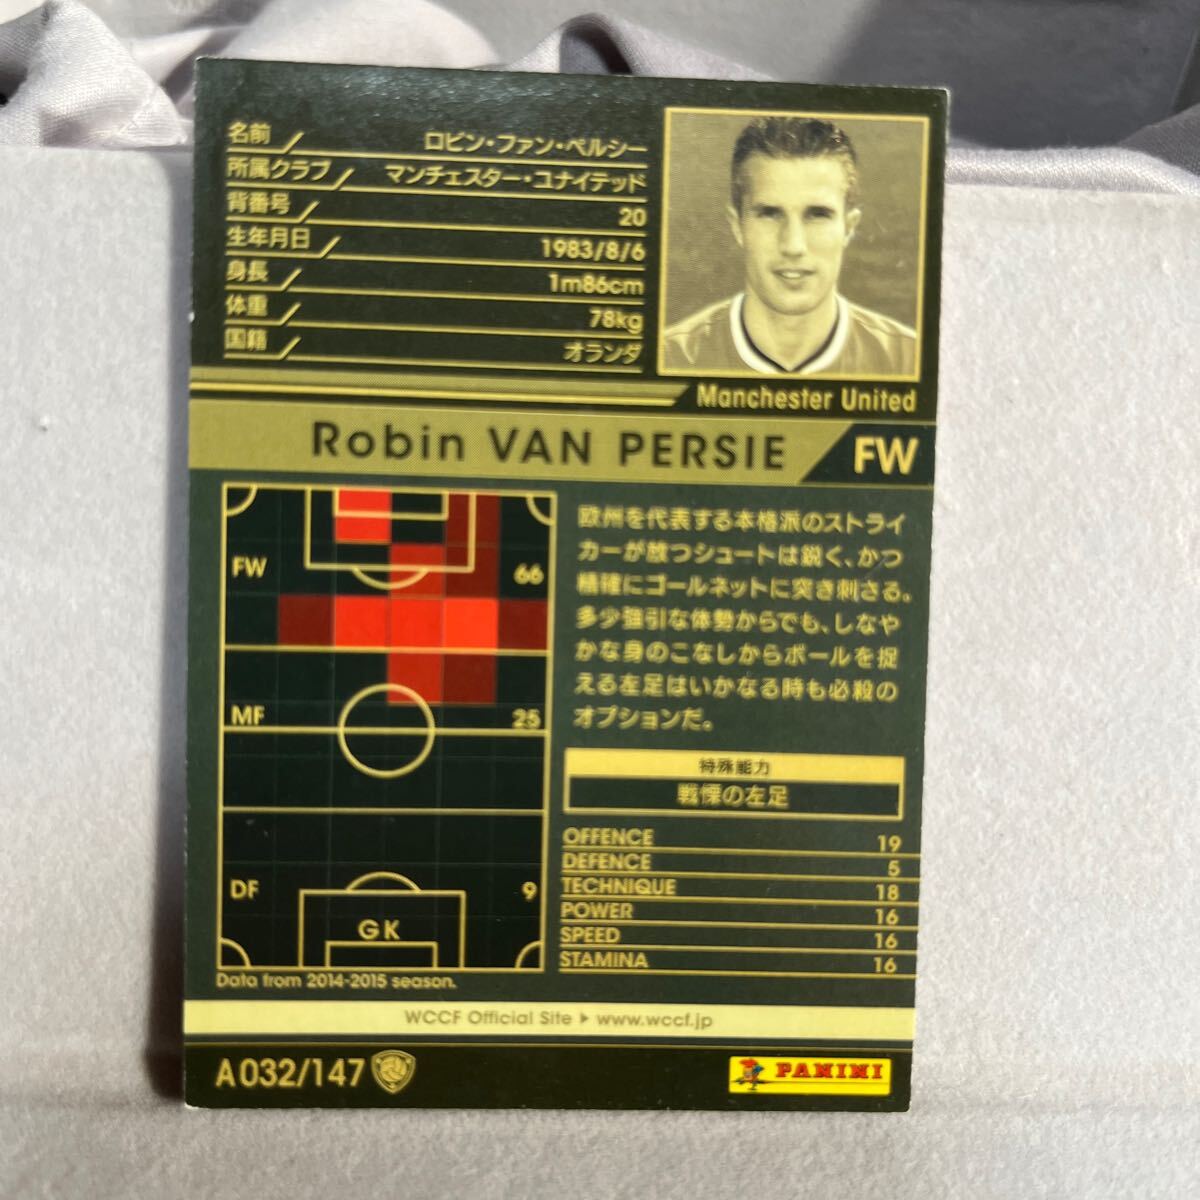 名前 ロビン・ファン・ペルシー
所属クラブ マンチェスター・ユナイテッド
背番号 20
生年月日 1983/8/6
身長 1m86cm
体重 78kg
国籍 オランダ
Manchester United
Robin VAN PERSIE FW
FW 66
MF 25
DF 9
GK
Data from 2014-2015 season.
欧州を代表する本格派のストライ
カーが放つシュートは鋭く、かつ
精確にゴールネットに突き刺さる。
多少強引な体勢からでも、しなや
かな身のこなしからボールを捉
える左足はいかなる時も必殺の
オプションだ。
特殊能力
戦慄の左足
OFFENCE 19
DEFENCE 5
TECHNIQUE 18
POWER 16
SPEED 16
STAMINA 16
WCCF Official Site ▶ www.wccf.jp
A032/147
PANINI